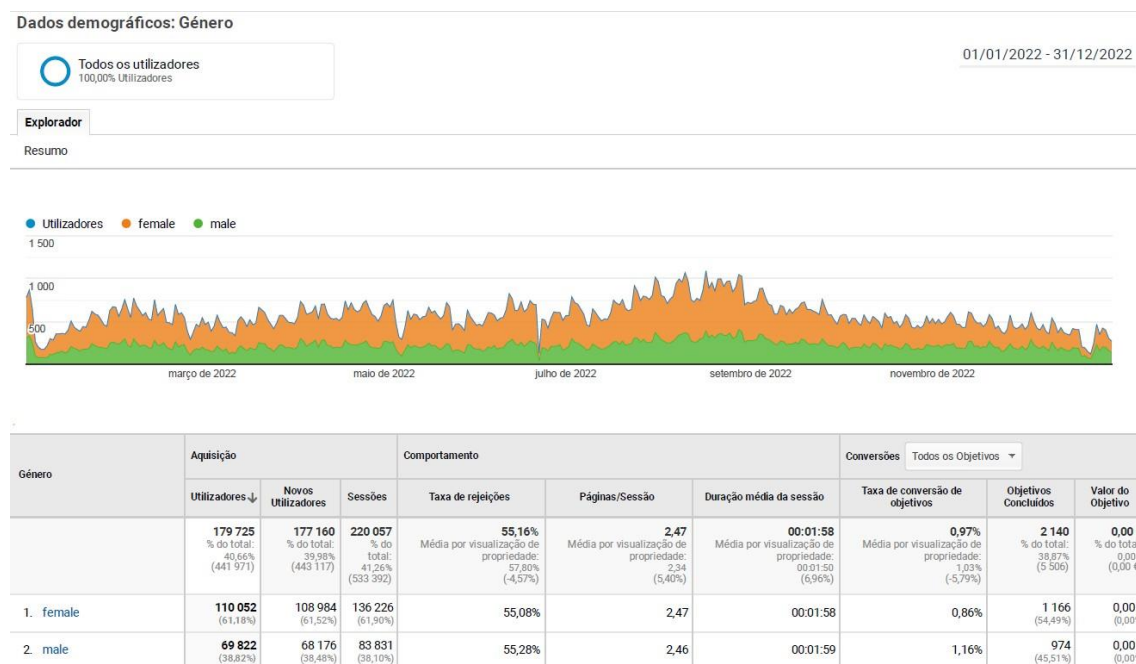 Dados demográficos: Género
Todos os utilizadores
100,00% Utilizadores
01/01/2022 - 31/12/2022
Explorador
Resumo
Utilizadores female male
1 500
1 000
500
março de 2022 maio de 2022 julho de 2022 setembro de 2022 novembro de 2022
Género
Aquisição Comportamento Conversões Todos os Objetivos
Utilizadores Novos Utilizadores Sessões Taxa de rejeições Páginas/Sessão Duração média da sessão Taxa de conversão de objetivos Objetivos Concluídos Valor do Objetivo
179 725 177 160 220 057 55,16% 2,47 00:01:58 0,97% 2 140 0,00
% do total: 40,66% (441 971) % do total: 39,98% (443 117) % do total: 41,26% (533 392) Média por visualização de propriedade: 57,80% (-4,57%) Média por visualização de propriedade: 2,34 (5,40%) Média por visualização de propriedade: 00:01:50 (6,96%) Média por visualização de propriedade: 1,03% (-5,79%) % do total: 38,87% (5 506) % do tota 0,00 (0,00 €
1. female 110 052 108 984 136 226 55,08% 2,47 00:01:58 0,86% 1 166 0,00
(61,18%) (61,52%) (61,90%) (54,49%) (0,00%
2. male 69 822 68 176 83 831 55,28% 2,46 00:01:59 1,16% 974 0,00
(38,82%) (38,48%) (38,10%) (45,51%) (0,00%